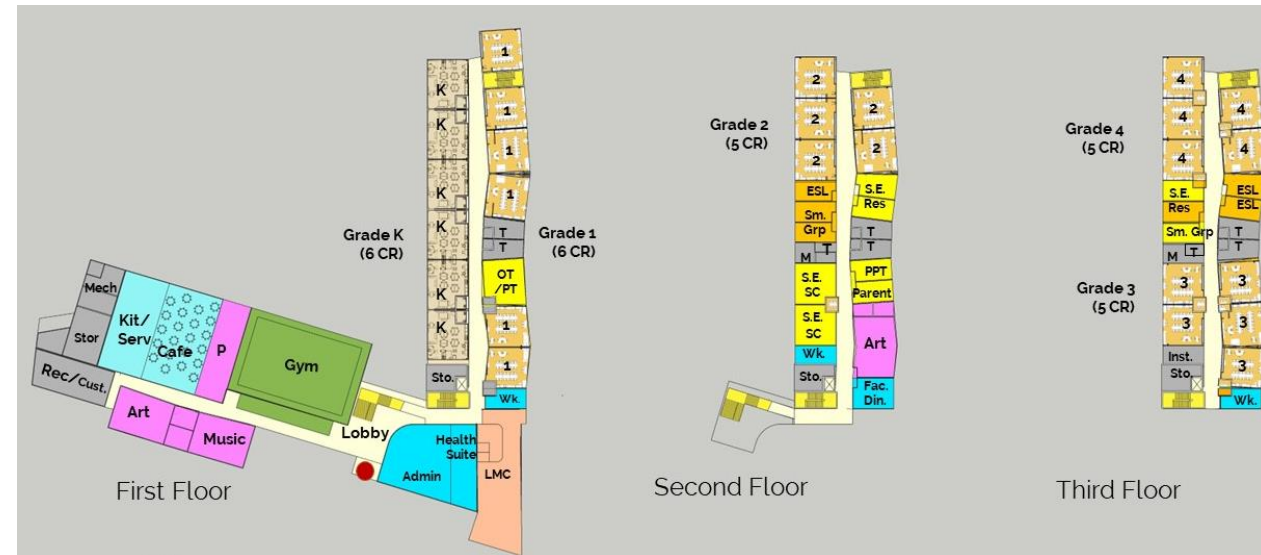 1
K
1
K
1
K
1
K
Grade K
(6 CR)
K
K
T
T
Grade 1
(6 CR)
OT
/PT
1
1
Sto.
Wk.
Mech
Stor
Kit/
Serv
Cafe
P
Gym
Rec/Cust.
Art
Music
Lobby
Health
Suite
Admin
LMC
First Floor
Grade 2
(5 CR)
2
2
2
2
2
ESL
S.E.
Res
Sm.
Grp
T
T
M
T
S.E.
SC
PPT
Parent
S.E.
SC
Art
Wk.
Sto.
Fac.
Din.
Second Floor
Grade 4
(5 CR)
4
4
4
4
4
S.E.
Res
ESL
ESL
Sm. Grp
T
T
M
T
Grade 3
(5 CR)
3
3
3
3
3
Inst.
Sto.
Wk.
Third Floor